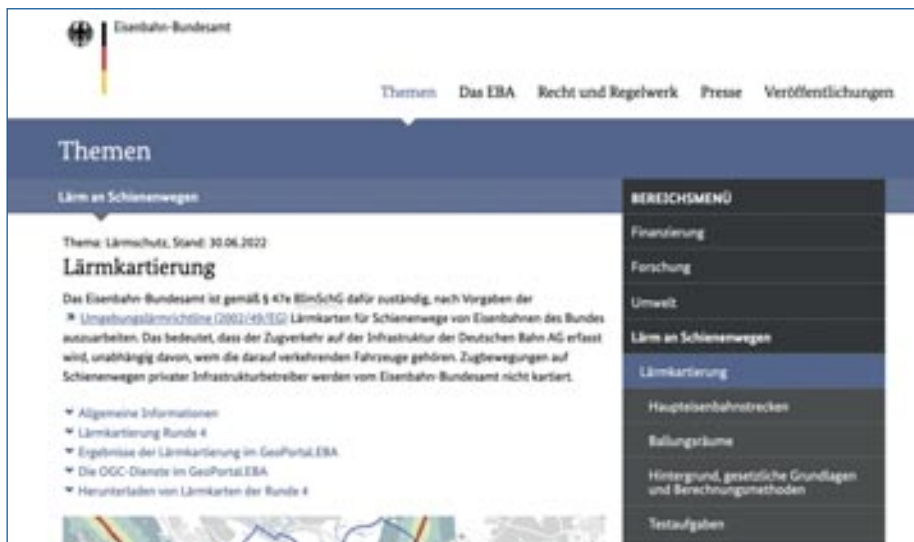 Eisenbahn-Bundesamt
Themen Das EBA Recht und Regelwerk Presse Veröffentlichungen
Themen
Lärm an Schienenwegen
Thema: Lärmschutz, Stand: 30.06.2022
Lärmkartierung
Das Eisenbahn-Bundesamt ist gemäß § 47e BImSchG dafür zuständig, nach Vorgaben der
Umgebungslärmrichtline (2002/49/EG) Lärmkarten für Schienenwege von Eisenbahnen des Bundes
auszuarbeiten. Das bedeutet, dass der Zugverkehr auf der Infrastruktur der Deutschen Bahn AG erfasst
wird, unabhängig davon, wem die darauf verkehrenden Fahrzeuge gehören. Zugbewegungen auf
Schienenwegen privater Infrastrukturbetreiber werden vom Eisenbahn-Bundesamt nicht kartiert.
Allgemeine Informationen
Lärmkartierung Runde 4
Ergebnisse der Lärmkartierung im GeoPortal.EBA
Die OGC-Dienste im GeoPortal.EBA
Herunterladen von Lärmkarten der Runde 4
BEREICHSMENÜ
Finanzierung
Forschung
Umwelt
Lärm an Schienenwegen
Lärmkartierung
Haupteisenbahnstrecken
Ballungsräume
Hintergrund, gesetzliche Grundlagen
und Berechnungsmethoden
Testaufgaben